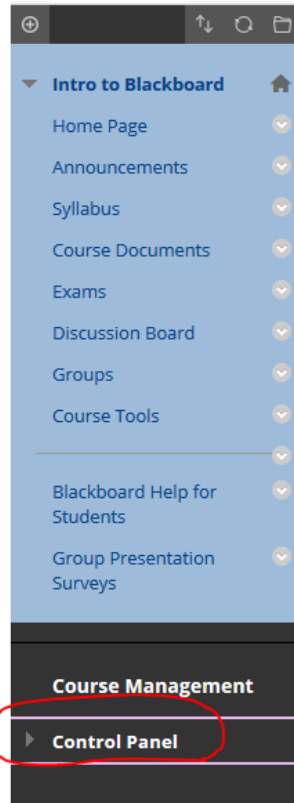 Intro to Blackboard
Home Page
Announcements
Syllabus
Course Documents
Exams
Discussion Board
Groups
Course Tools
Blackboard Help for
Students
Group Presentation
Surveys
Course Management
Control Panel